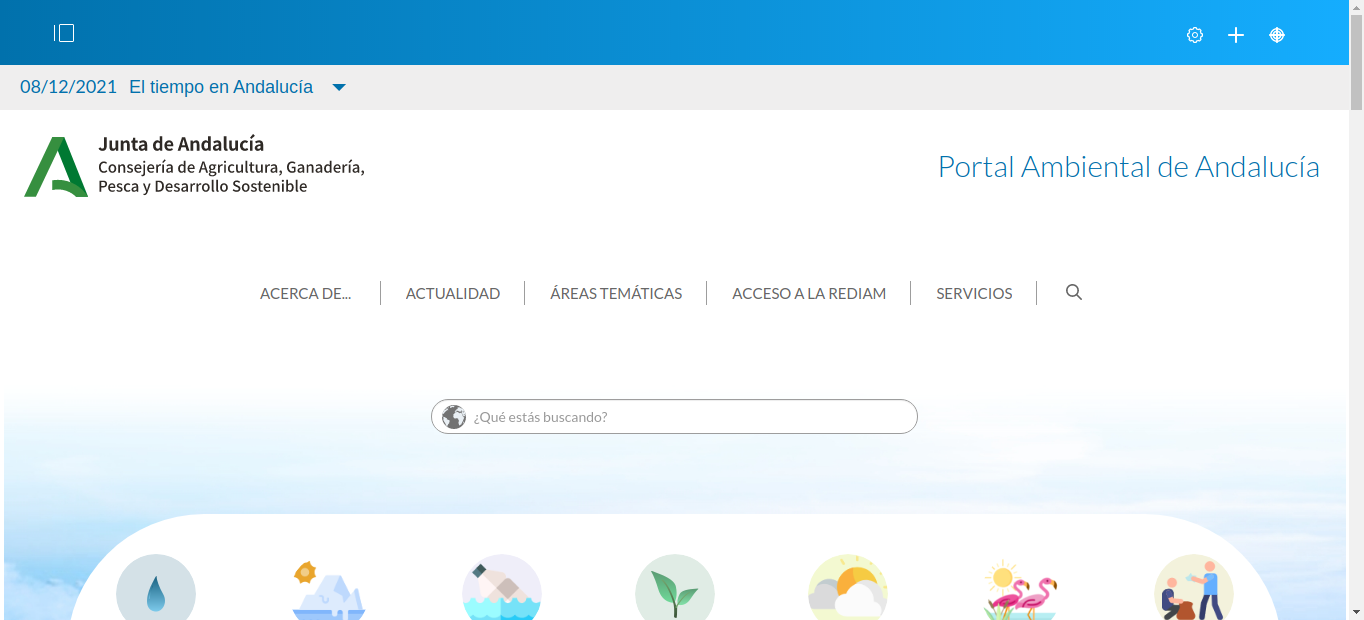 08/12/2021 El tiempo en Andalucía
Junta de Andalucía
Consejería de Agricultura, Ganadería,
Pesca y Desarrollo Sostenible
Portal Ambiental de Andalucía
ACERCA DE... ACTUALIDAD ÁREAS TEMÁTICAS ACCESO A LA REDIAM SERVICIOS
¿Qué estás buscando?